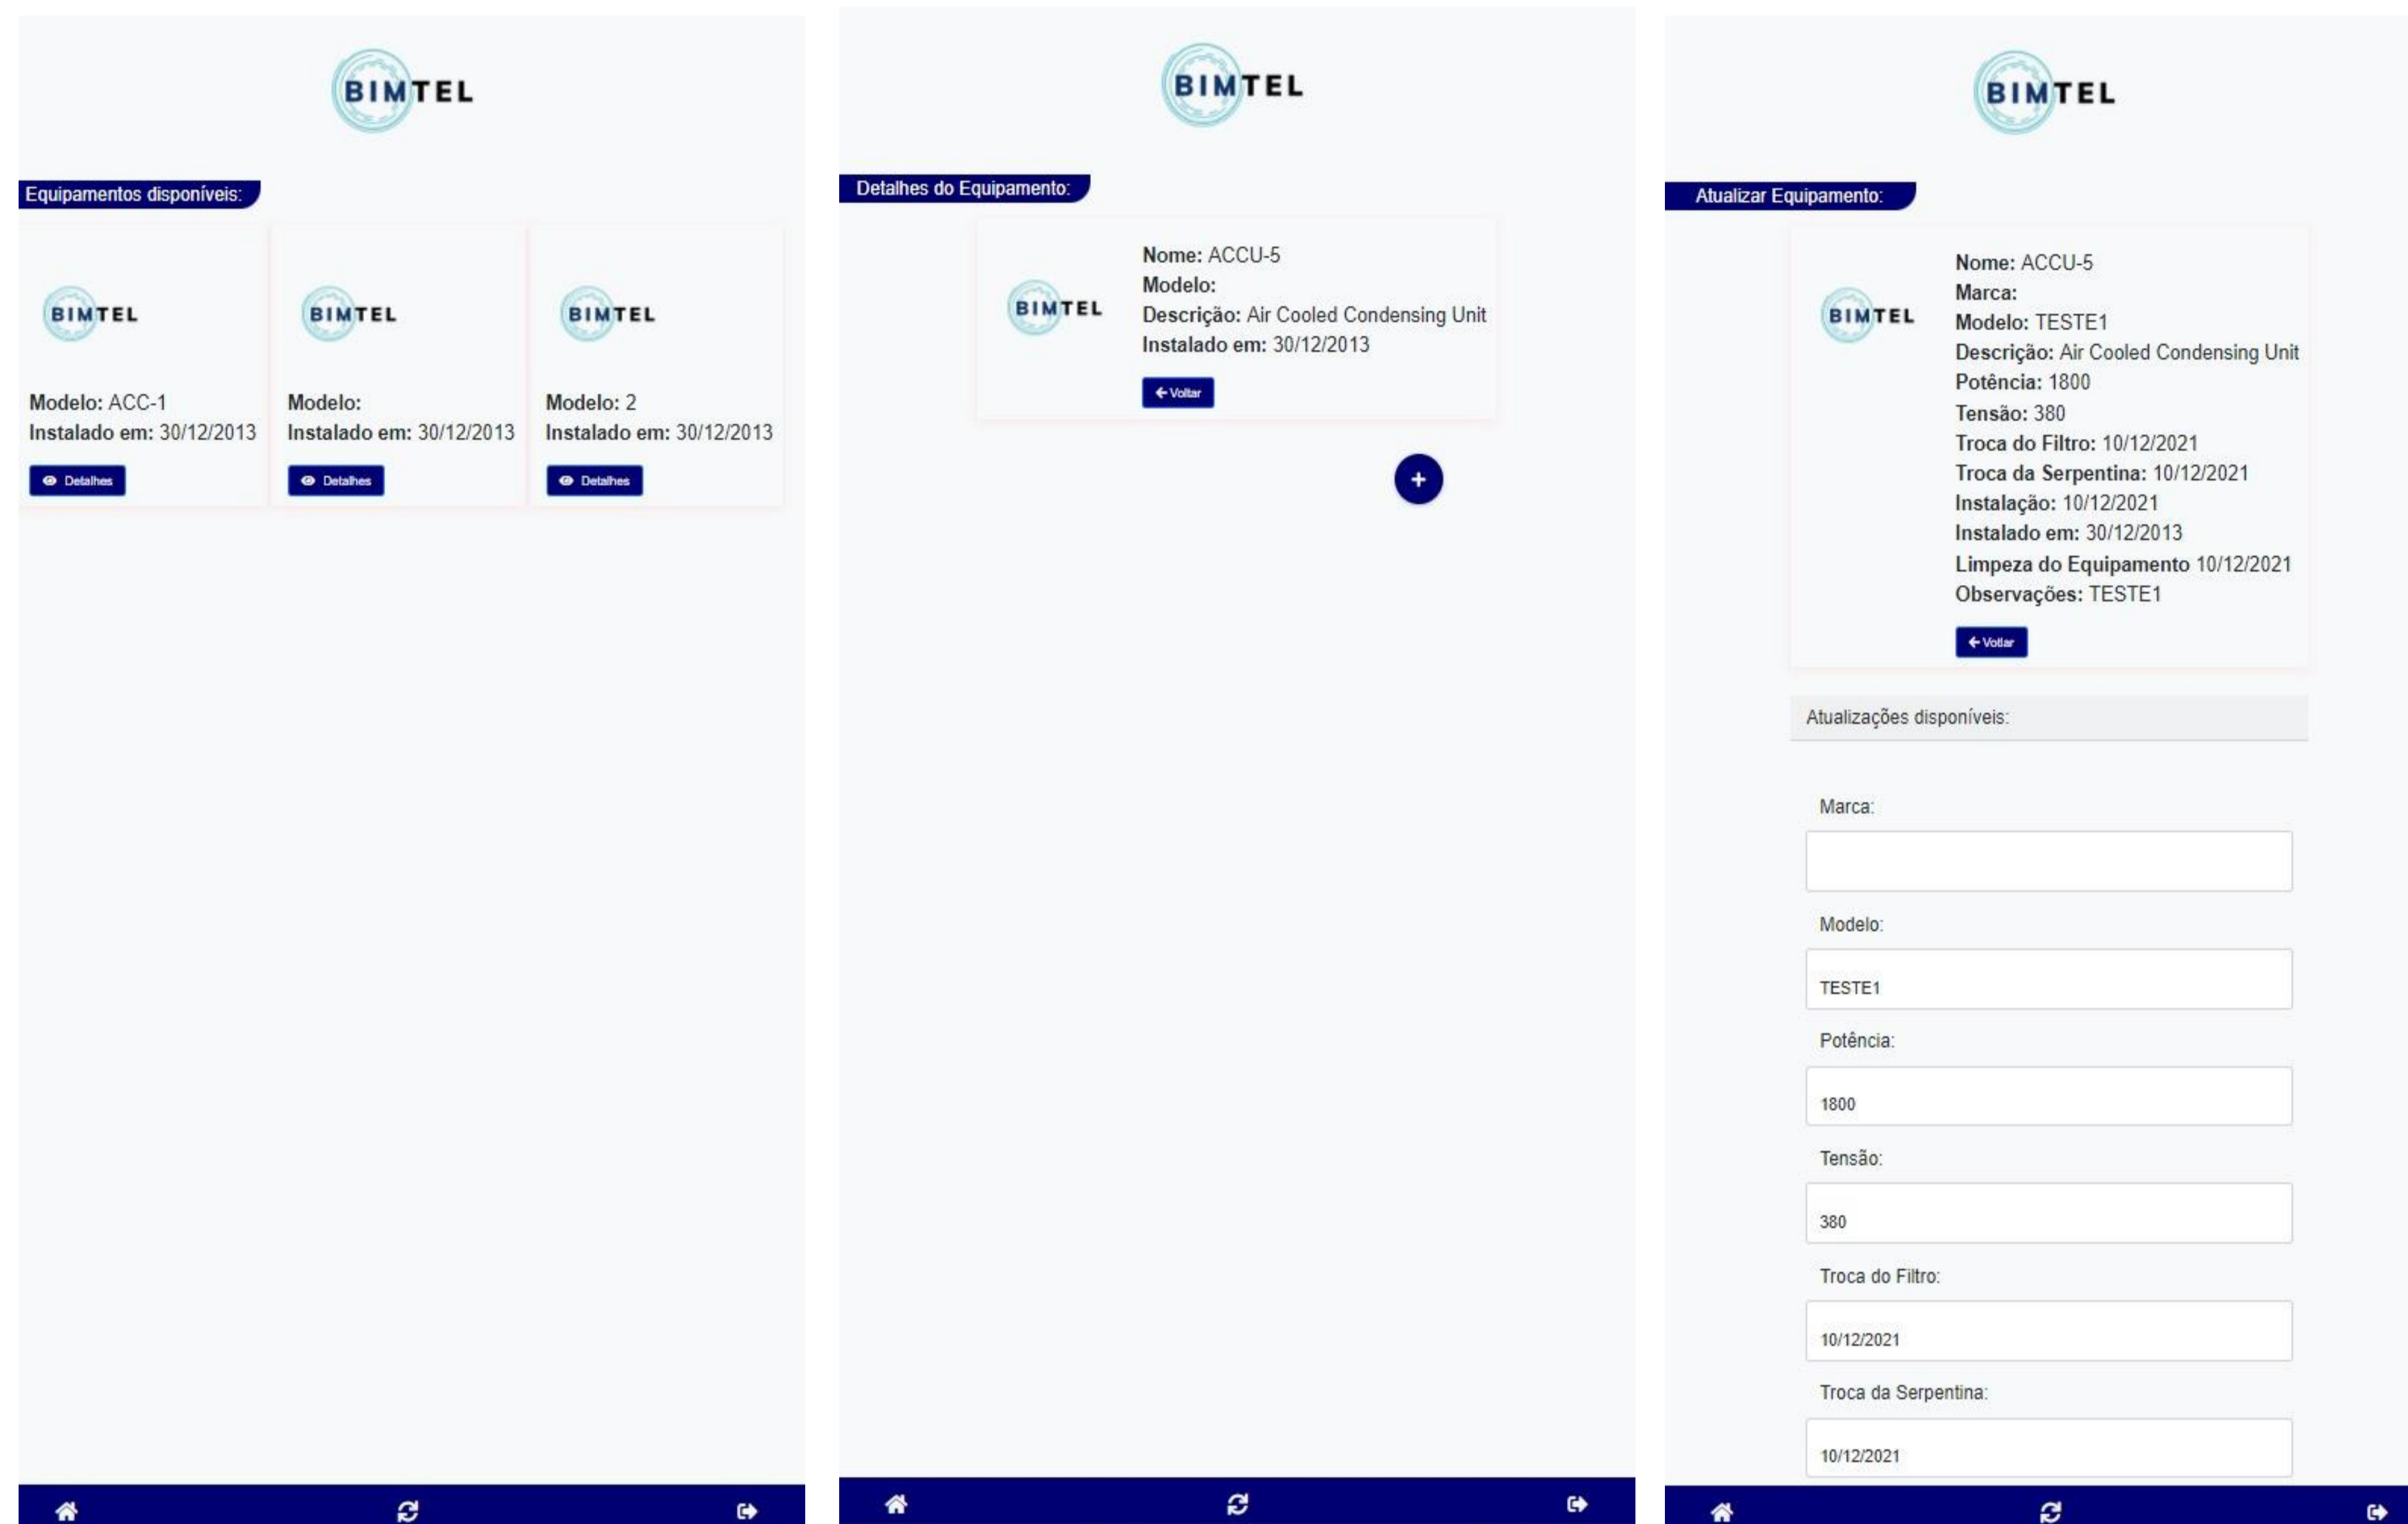 BIMTEL
Equipamentos disponíveis:
BIMTEL
Modelo: ACC-1
Instalado em: 30/12/2013
Detalhes
BIMTEL
Modelo:
Instalado em: 30/12/2013
Detalhes
BIMTEL
Modelo: 2
Instalado em: 30/12/2013
Detalhes
BIMTEL
Detalhes do Equipamento:
BIMTEL
Nome: ACCU-5
Modelo:
Descrição: Air Cooled Condensing Unit
Instalado em: 30/12/2013
Voltar
+
BIMTEL
Atualizar Equipamento:
BIMTEL
Nome: ACCU-5
Marca:
Modelo: TESTE1
Descrição: Air Cooled Condensing Unit
Potência: 1800
Tensão: 380
Troca do Filtro: 10/12/2021
Troca da Serpentina: 10/12/2021
Instalação: 10/12/2021
Instalado em: 30/12/2013
Limpeza do Equipamento 10/12/2021
Observações: TESTE1
Votlar
Atualizações disponíveis:
Marca:
Modelo:
TESTE1
Potência:
1800
Tensão:
380
Troca do Filtro:
10/12/2021
Troca da Serpentina:
10/12/2021